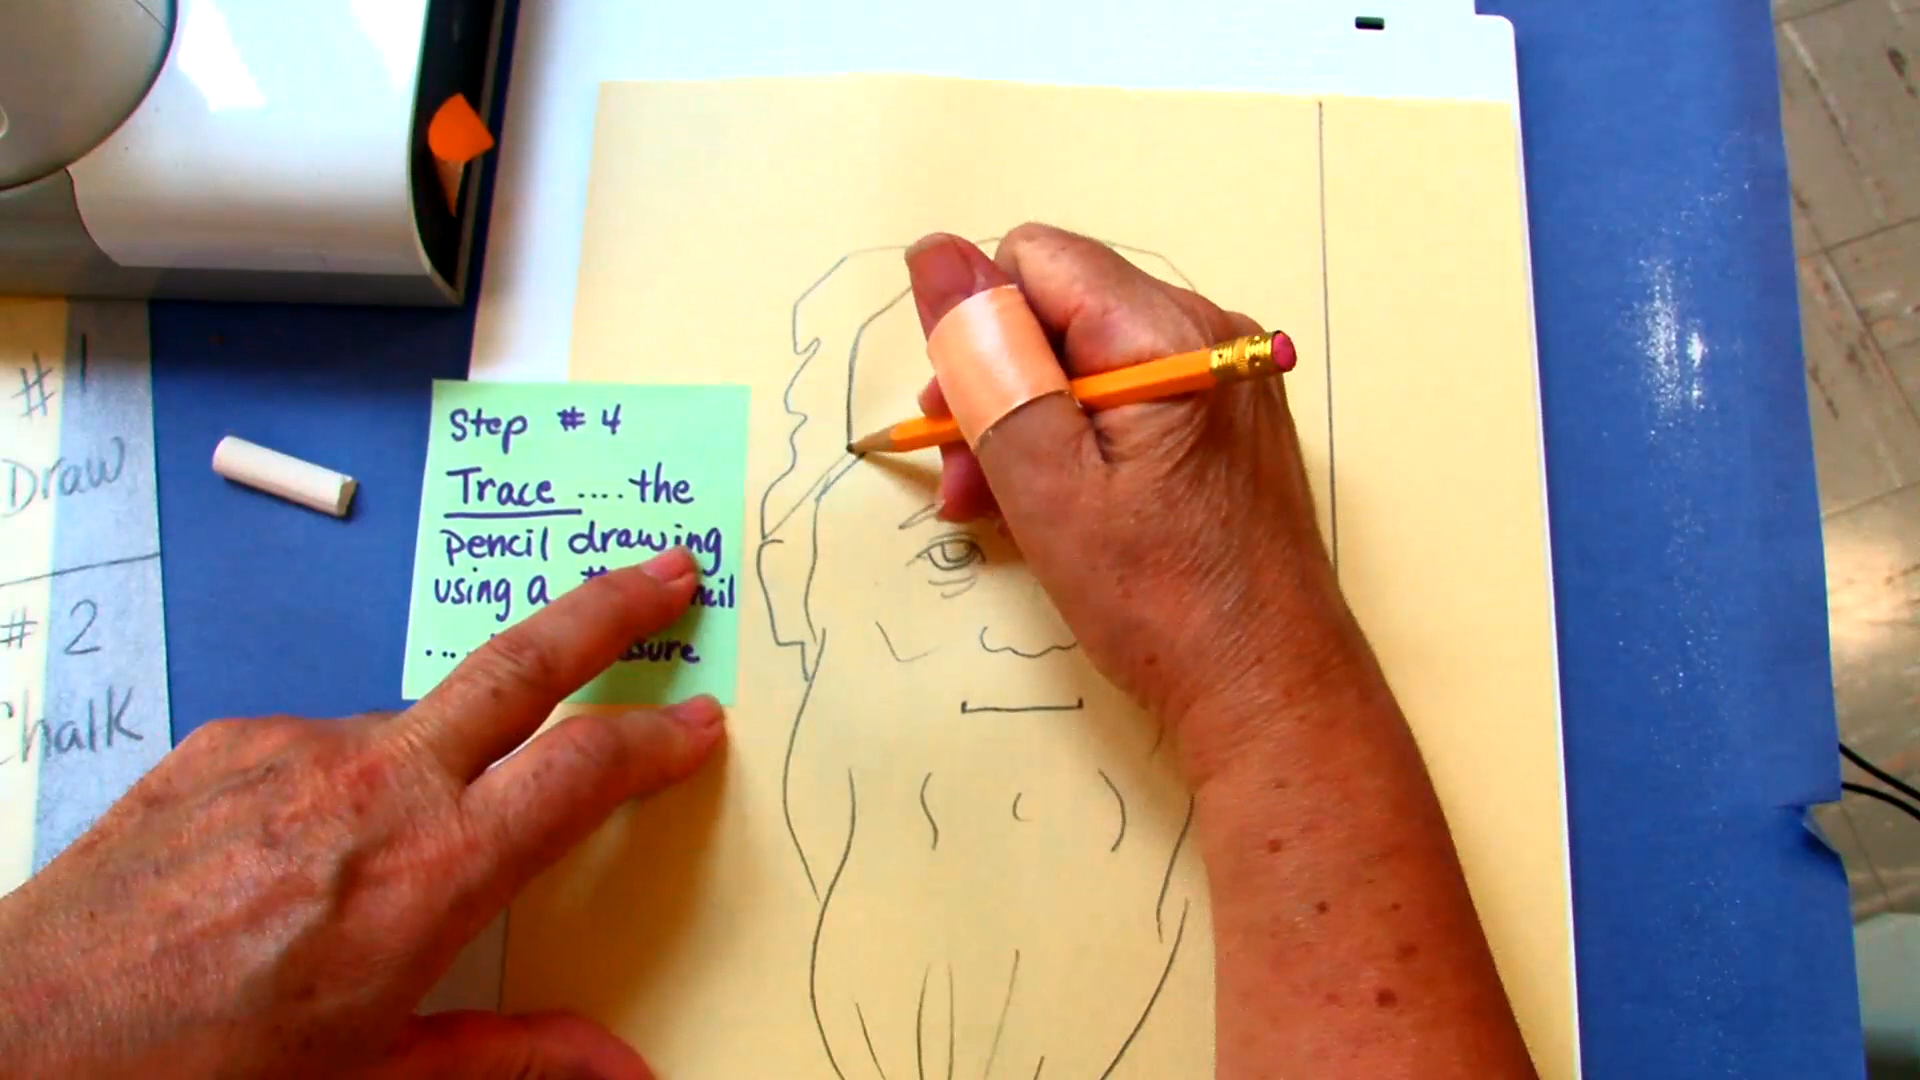 # 1
Draw
# 2
Chalk
Step # 4
Trace .... the
pencil drawing
using a
...